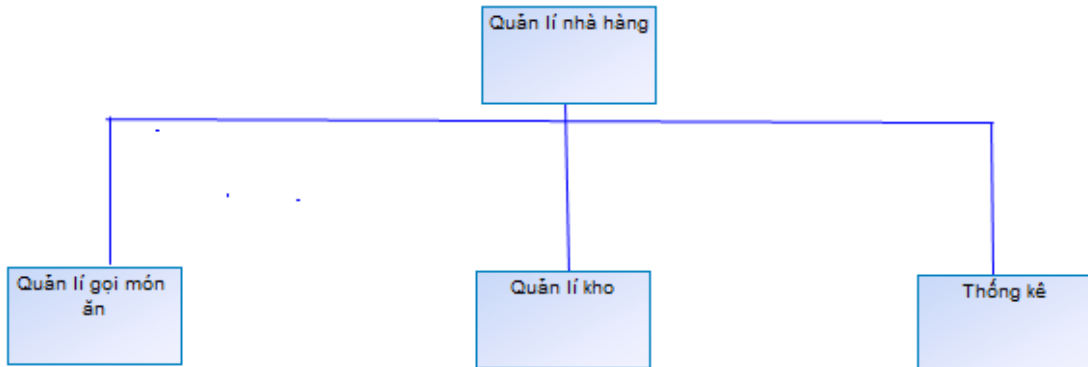 Quản lí nhà hàng
Quản lí gọi món
ăn
Quản lí kho
Thống kê